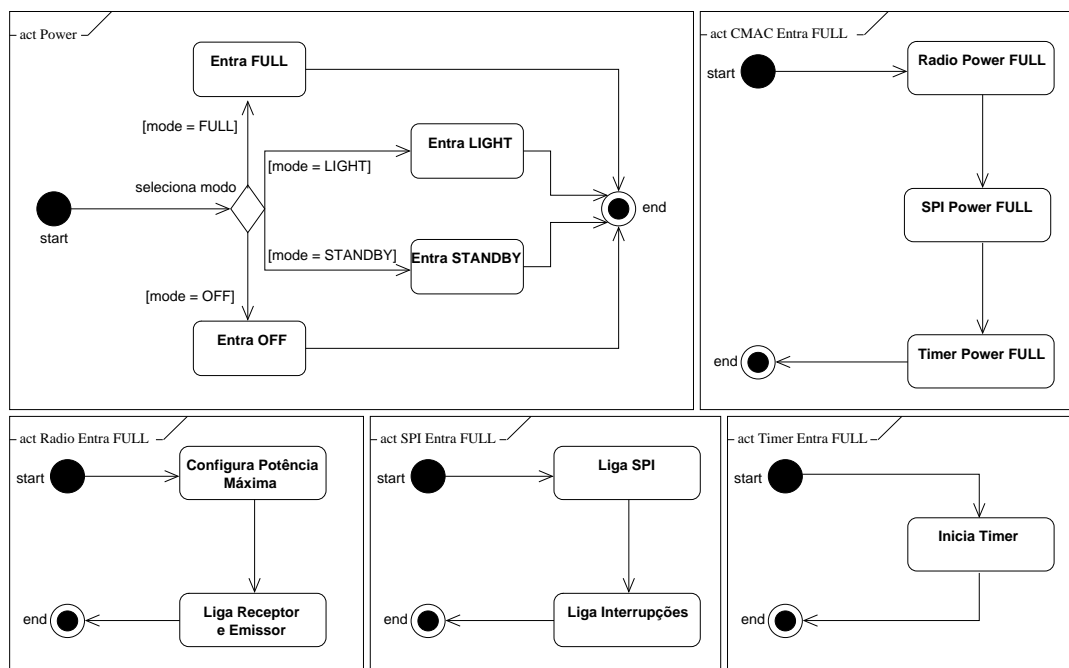 act Power
Entra FULL
[mode = FULL]
Entra LIGHT
[mode = LIGHT]
seleciona modo
start
end
[mode = STANDBY]
Entra STANDBY
[mode = OFF]
Entra OFF
act CMAC Entra FULL
start
Radio Power FULL
SPI Power FULL
Timer Power FULL
end
act Radio Entra FULL
start
Configura Potência
Máxima
Liga Receptor
e Emissor
end
act SPI Entra FULL
start
Liga SPI
Liga Interrupções
end
act Timer Entra FULL
start
Inicia Timer
end